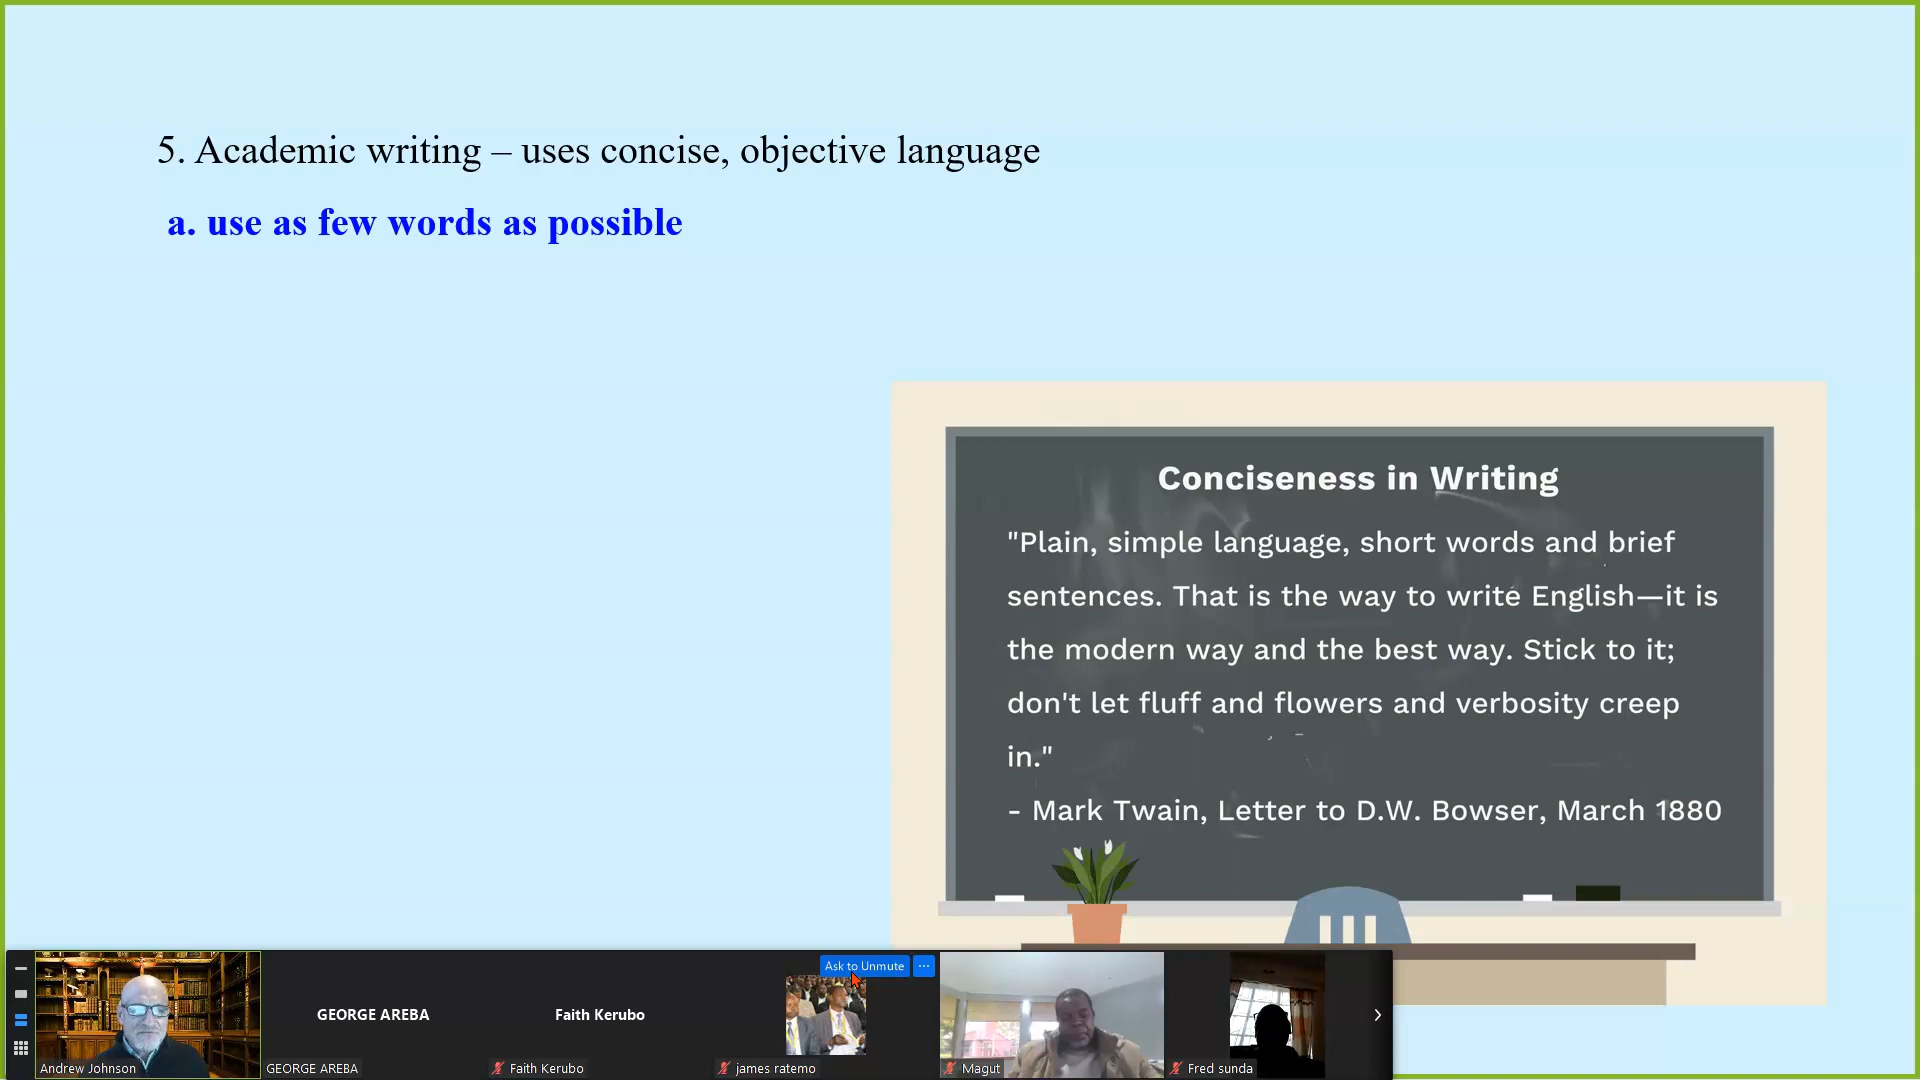 5. Academic writing – uses concise, objective language
a. use as few words as possible
Conciseness in Writing
"Plain, simple language, short words and brief
sentences. That is the way to write English—it is
the modern way and the best way. Stick to it;
don't let fluff and flowers and verbosity creep
in."
- Mark Twain, Letter to D.W. Bowser, March 1880
Ask to Unmute
GEORGE AREBA
Faith Kerubo
Andrew Johnson
GEORGE AREBA
Faith Kerubo
james ratemo
Magut
Fred sunda